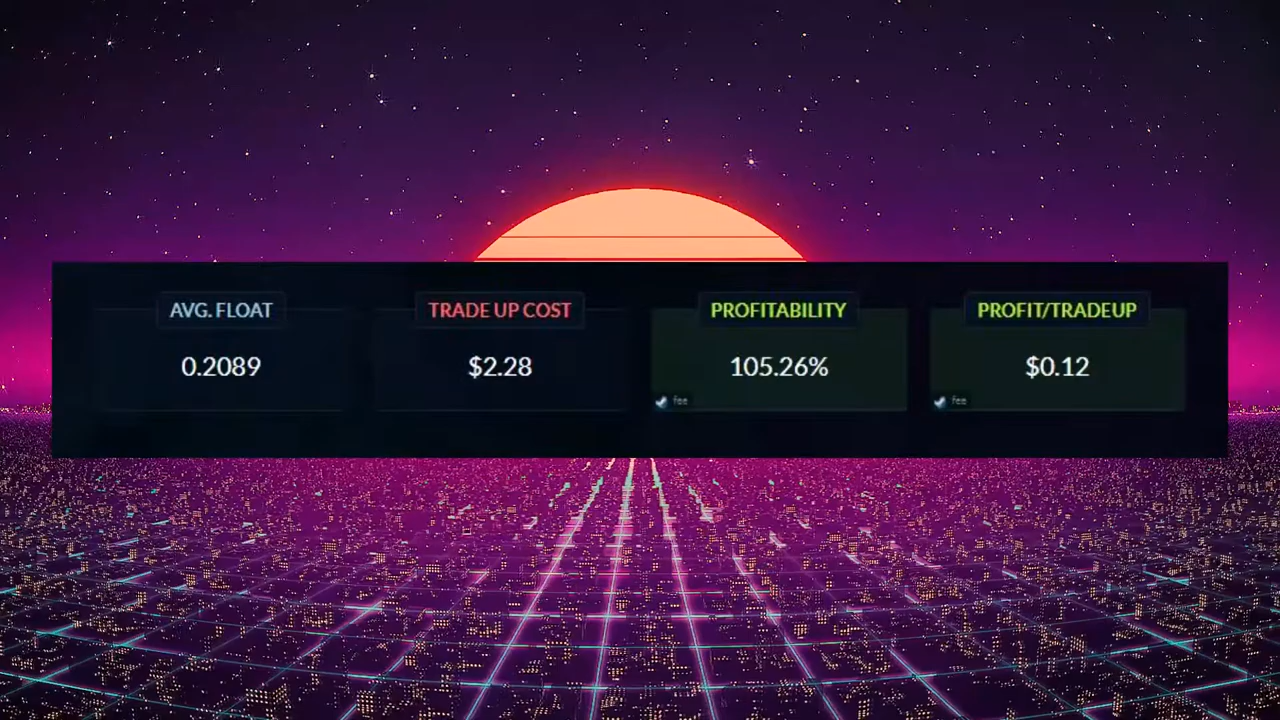 AVG. FLOAT
TRADE UP COST
PROFITABILITY
PROFIT/TRADEUP
0.2089
$2.28
105.26%
$0.12
fee
fee